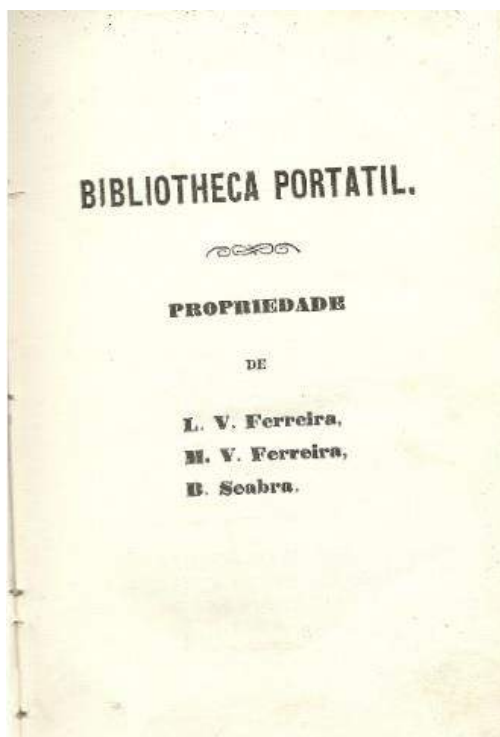 BIBLIOTHECA PORTATIL.
PROPRIEDADE
DE
L. V. Ferreira,
M. V. Ferreira,
B. Seabra.